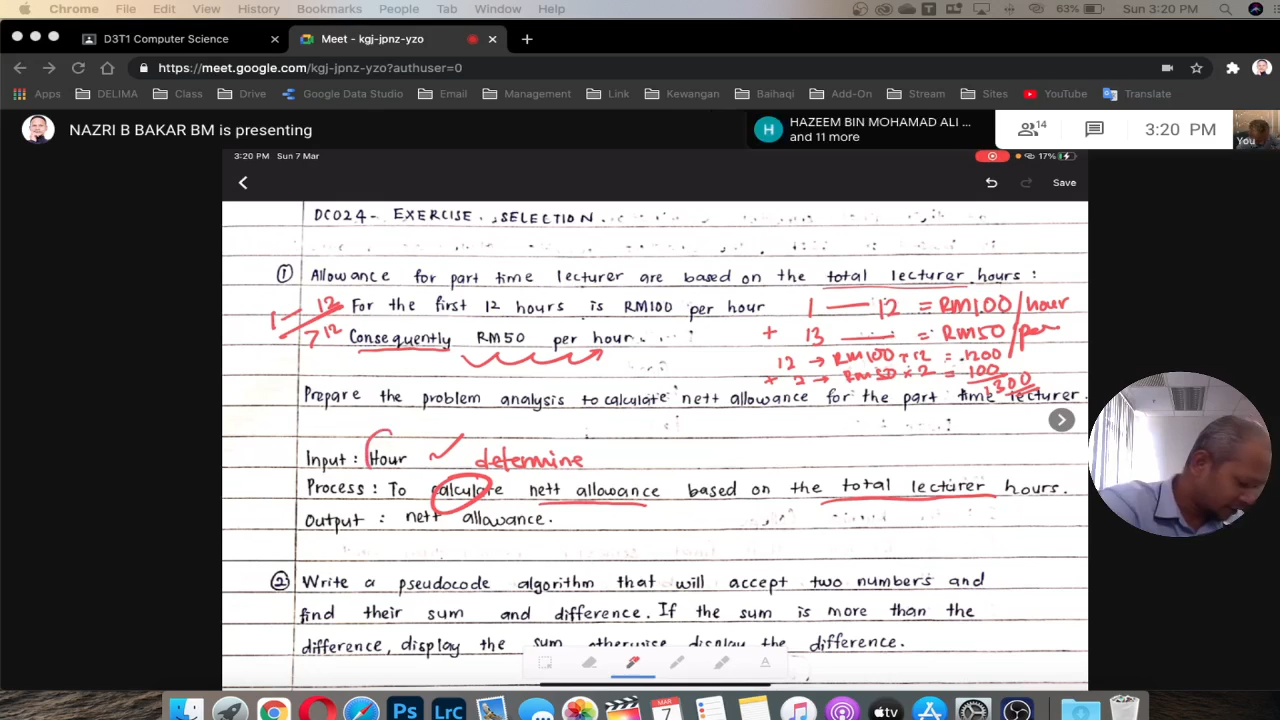 Chrome File Edit View History Bookmarks People Tab Window Help 63% Sun 3:20 PM
D3T1 Computer Science × Meet - kgj-jpnz-yzo × +
https://meet.google.com/kgj-jpnz-yzo?authuser=0
Apps DELIMA Class Drive Google Data Studio Email Management Link Kewangan Baihaqi Add-On Stream Sites YouTube Translate
NAZRI B BAKAR BM is presenting
H HAZEEM BIN MOHAMAD ALI ...
and 11 more
14
3:20 PM
You
3:20 PM Sun 7 Mar 17%
Save
DC024 - EXERCISE. SELECTION.
① Allowance for part time lecturer are based on the total lecturer hours :
1 — 12 For the first 12 hours is RM100 per hour 1 — 12 = RM100/hour
712 Consequently RM50 per hour. + 13 — = RM50/per
12 → RM100 × 12 = 1200
+ 2 → RM50 × 2 = 100
1300
Prepare the problem analysis to calculate nett allowance for the part time lecturer.
Input : Hour determine
Process : To calculate nett allowance based on the total lecturer hours.
Output : nett allowance.
② Write a pseudocode algorithm that will accept two numbers and
find their sum and difference. If the sum is more than the
difference, display the sum otherwise display the difference.
A
Ps LrC MAR 7 tv